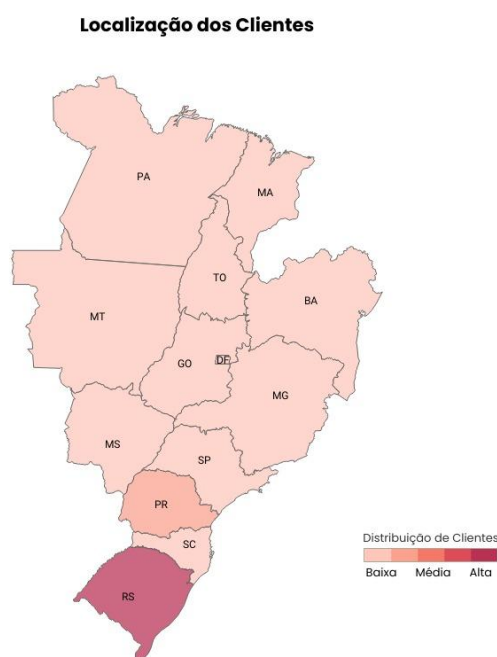 Localização dos Clientes
PA
MA
TO
BA
MT
GO
DF
MG
MS
SP
PR
SC
RS
Distribuição de Clientes
Baixa Média Alta